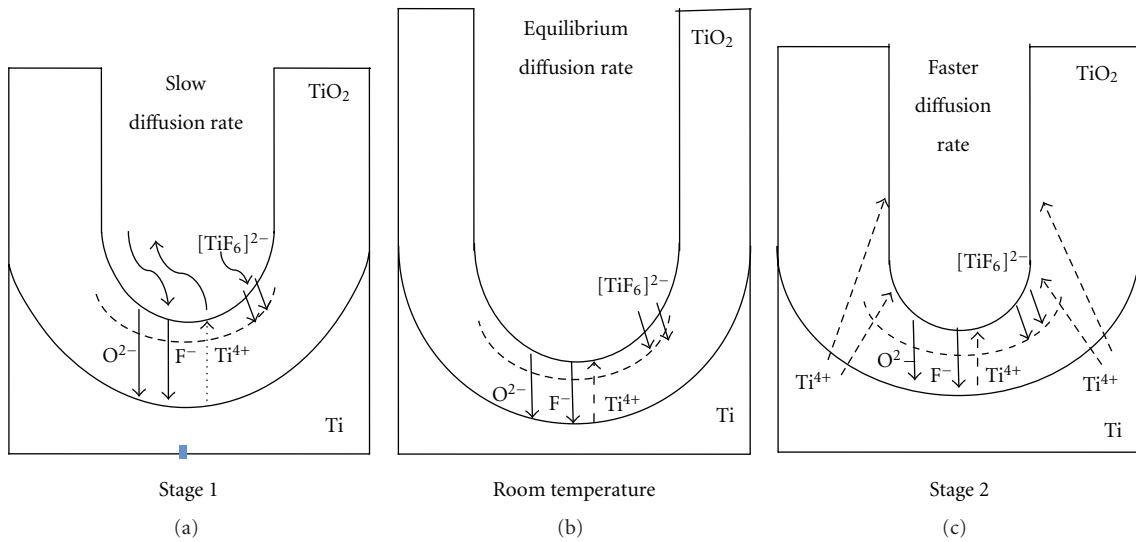 Slow
diffusion rate
TiO₂
[TiF₆]²⁻
O²⁻
F⁻
Ti⁴⁺
Ti
Stage 1
(a)
Equilibrium
diffusion rate
TiO₂
[TiF₆]²⁻
O²⁻
F⁻
Ti⁴⁺
Ti
Room temperature
(b)
Faster
diffusion
rate
TiO₂
[TiF₆]²⁻
O²⁻
F⁻
Ti⁴⁺
Ti⁴⁺
Ti⁴⁺
Ti
Stage 2
(c)